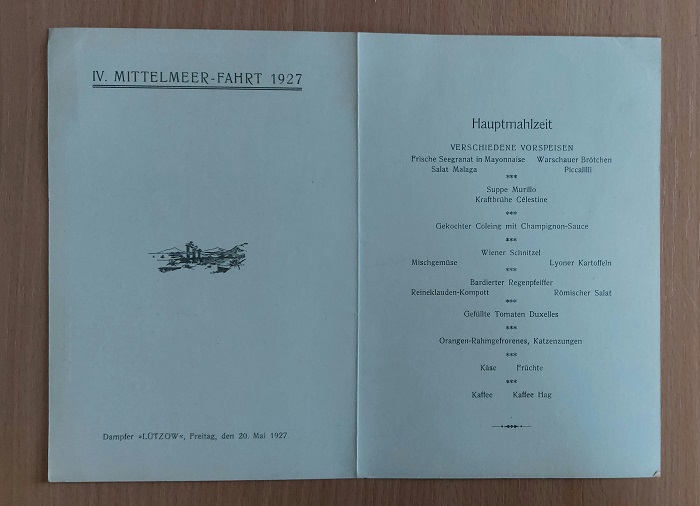 IV. MITTELMEER-FAHRT 1927
Dampfer »LÜTZOW«, Freitag, den 20. Mai 1927.
Hauptmahlzeit
VERSCHIEDENE VORSPEISEN
Frische Seegranat in Mayonnaise Warschauer Brötchen
Salat Malaga Piccalilli
***
Suppe Murillo
Kraftbrühe Célestine
***
Gekochter Coleing mit Champignon-Sauce
***
Wiener Schnitzel
Mischgemüse Lyoner Kartoffeln
***
Bardierter Regenpfeiffer
Reineklauden-Kompott Römischer Salat
***
Gefüllte Tomaten Duxelles
***
Orangen-Rahmgefrorenes, Katzenzungen
***
Käse Früchte
***
Kaffee Kaffee Hag